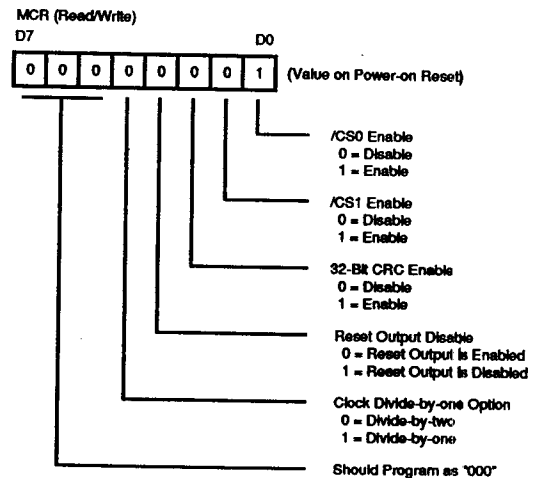 MCR (Read/Write)
D7 D0
0 0 0 0 0 0 0 1 (Value on Power-on Reset)
/CS0 Enable
0 = Disable
1 = Enable
/CS1 Enable
0 = Disable
1 = Enable
32-Bit CRC Enable
0 = Disable
1 = Enable
Reset Output Disable
0 = Reset Output Is Enabled
1 = Reset Output Is Disabled
Clock Divide-by-one Option
0 = Divide-by-two
1 = Divide-by-one
Should Program as "000"